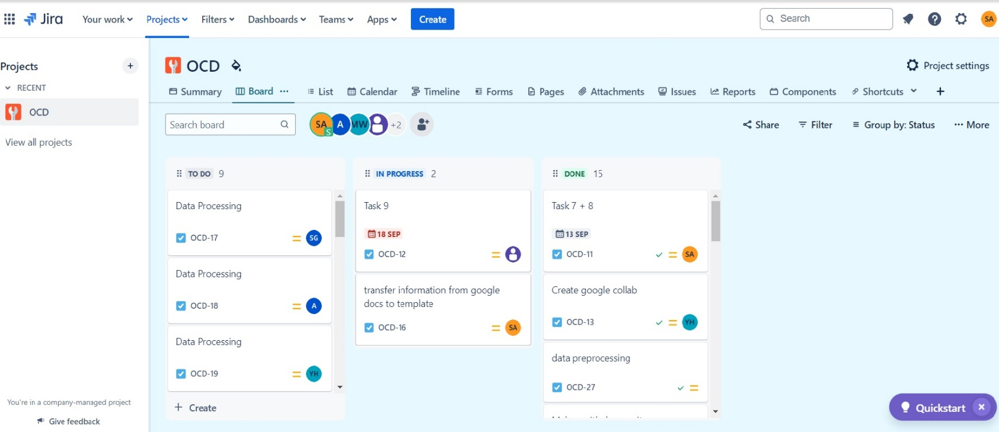 Jira
Your work Projects Filters Dashboards Teams Apps Create Search SA
Projects
RECENT
OCD
View all projects
You're in a company-managed project
Give feedback
OCD
Project settings
Summary Board ··· List Calendar Timeline Forms Pages Attachments Issues Reports Components Shortcuts +
Search board SA S A MW +2
Share Filter Group by: Status ··· More
TO DO 9
Data Processing
OCD-17 SG
Data Processing
OCD-18 A
Data Processing
OCD-19 YH
+ Create
IN PROGRESS 2
Task 9
18 SEP
OCD-12
transfer information from google
docs to template
OCD-16 SA
DONE 15
Task 7 + 8
13 SEP
OCD-11 SA
Create google collab
OCD-13 YH
data preprocessing
OCD-27
Quickstart